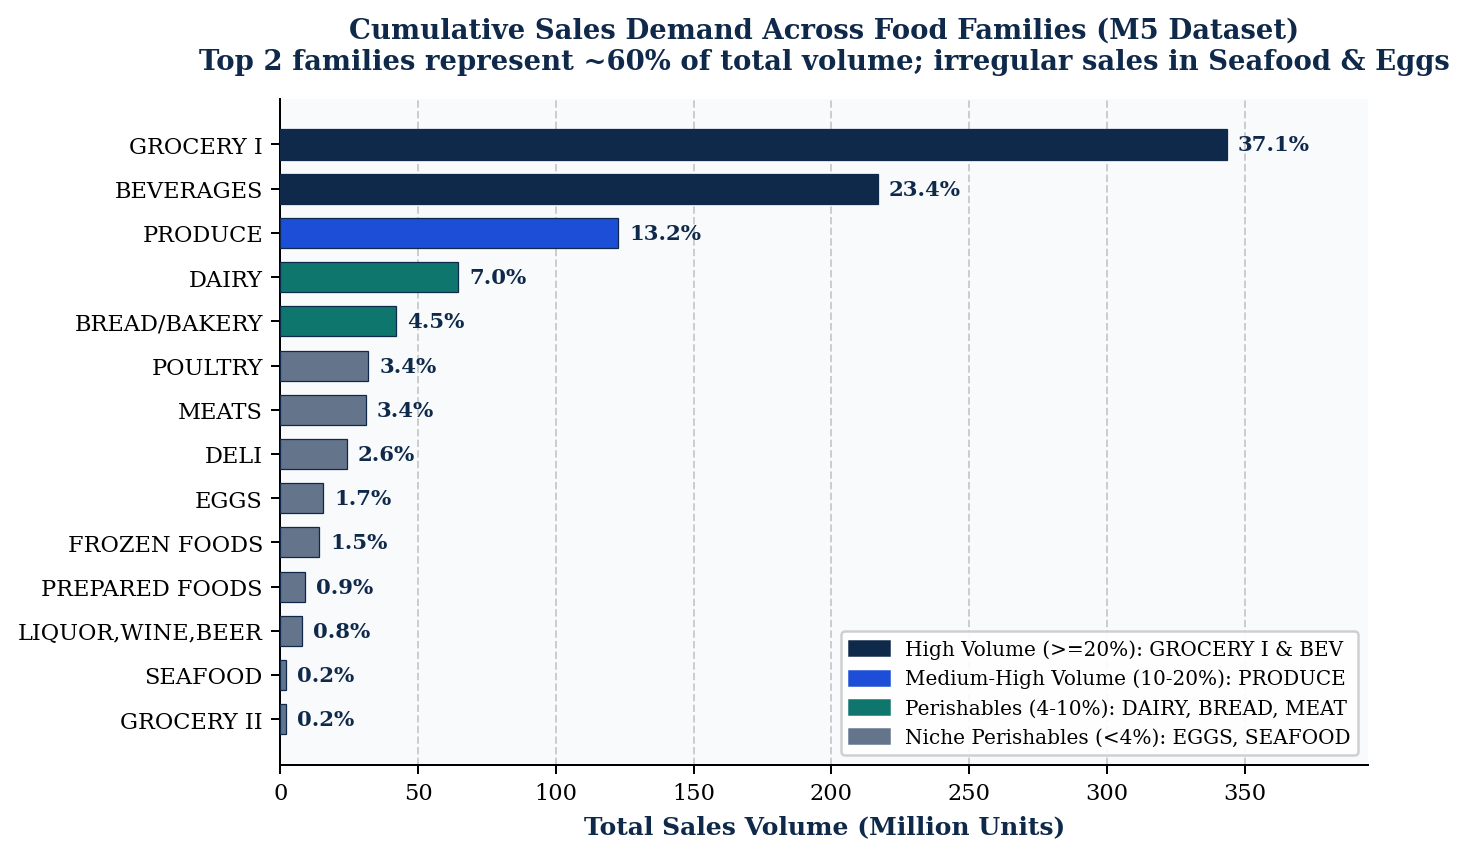 Cumulative Sales Demand Across Food Families (M5 Dataset)
Top 2 families represent ~60% of total volume; irregular sales in Seafood & Eggs
GROCERY I 37.1%
BEVERAGES 23.4%
PRODUCE 13.2%
DAIRY 7.0%
BREAD/BAKERY 4.5%
POULTRY 3.4%
MEATS 3.4%
DELI 2.6%
EGGS 1.7%
FROZEN FOODS 1.5%
PREPARED FOODS 0.9%
LIQUOR,WINE,BEER 0.8%
SEAFOOD 0.2%
GROCERY II 0.2%
High Volume (>=20%): GROCERY I & BEV
Medium-High Volume (10-20%): PRODUCE
Perishables (4-10%): DAIRY, BREAD, MEAT
Niche Perishables (<4%): EGGS, SEAFOOD
0 50 100 150 200 250 300 350
Total Sales Volume (Million Units)